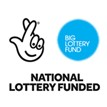 BIG
LOTTERY
FUND
NATIONAL
LOTTERY FUNDED